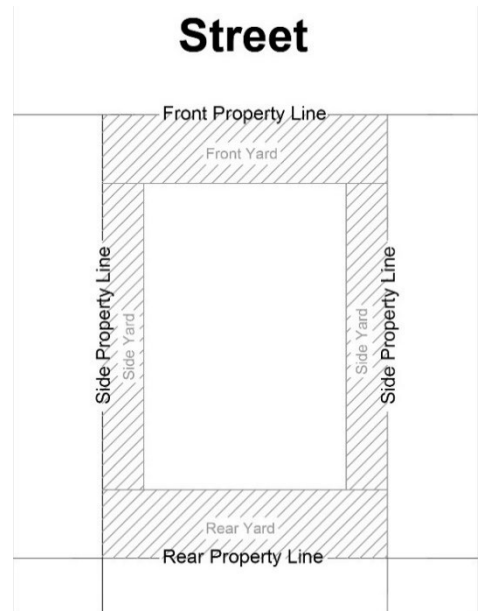 Street
Front Property Line
Front Yard
Side Property Line
Side Yard
Side Yard
Side Property Line
Rear Yard
Rear Property Line